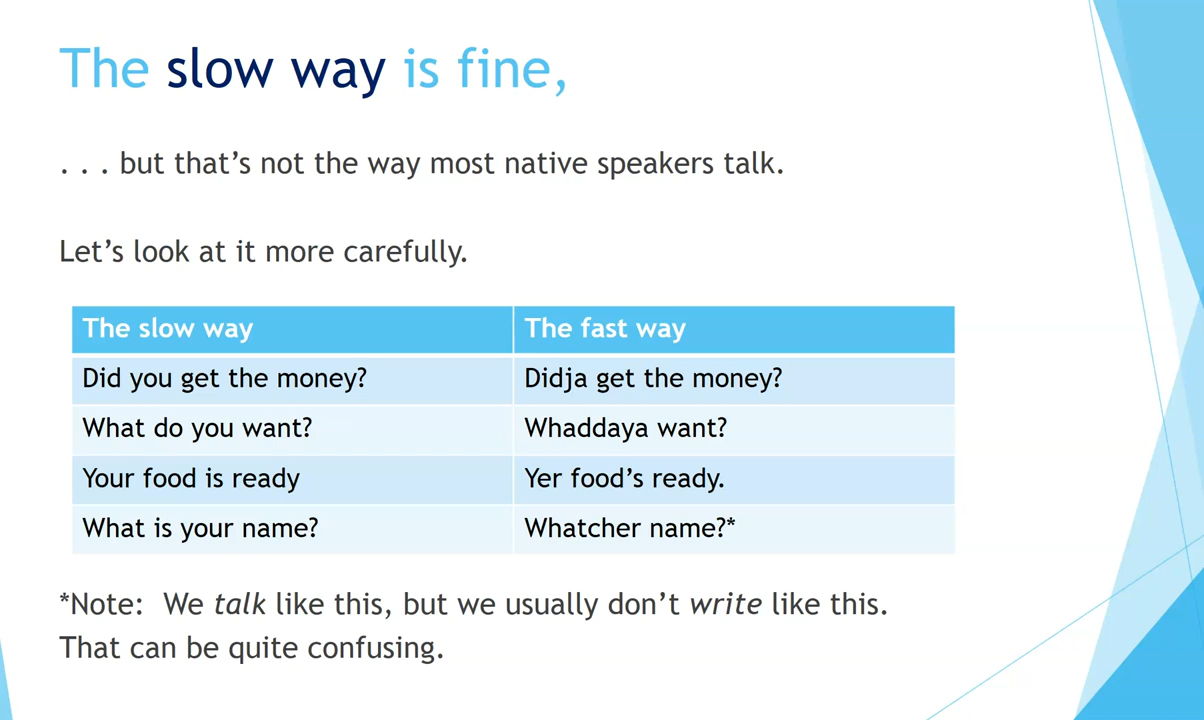 The slow way is fine,
. . . but that’s not the way most native speakers talk.
Let’s look at it more carefully.
The slow way The fast way
Did you get the money? Didja get the money?
What do you want? Whaddaya want?
Your food is ready Yer food’s ready.
What is your name? Whatcher name?*
*Note: We talk like this, but we usually don’t write like this.
That can be quite confusing.